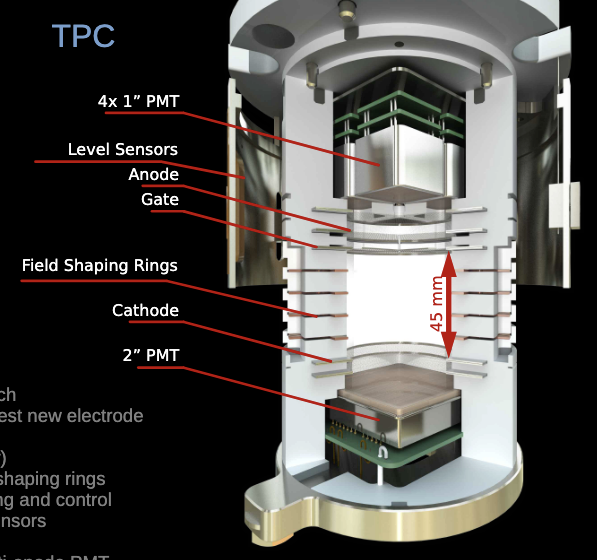 TPC
4x 1” PMT
Level Sensors
Anode
Gate
Field Shaping Rings
45 mm
Cathode
2” PMT
ch
est new electrode
)
shaping rings
ng and control
nsors